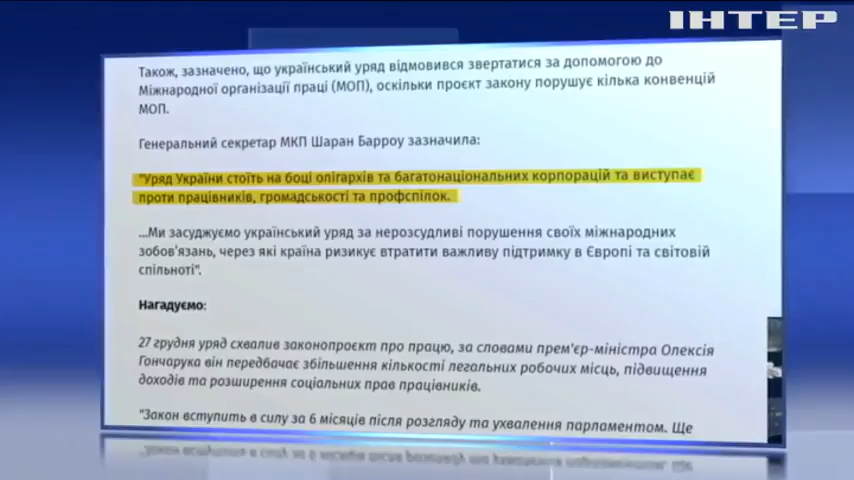 ІНТЕР
Також, зазначено, що український уряд відмовився звертатися за допомогою до
Міжнародної організації праці (МОП), оскільки проєкт закону порушує кілька конвенцій
МОП.
Генеральний секретар МКП Шаран Барроу зазначила:
"Уряд України стоїть на боці олігархів та багатонаціональних корпорацій та виступає
проти працівників, громадськості та профспілок.
...Ми засуджуємо український уряд за нерозсудливі порушення своїх міжнародних
зобов'язань, через які країна ризикує втратити важливу підтримку в Європі та світовій
спільноті".
Нагадуємо:
27 грудня уряд схвалив законопроєкт про працю, за словами прем'єр-міністра Олексія
Гончарука він передбачає збільшення кількості легальних робочих місць, підвищення
доходів та розширення соціальних прав працівників.
"Закон вступить в силу за 6 місяців після розгляду та ухвалення парламентом. Ще